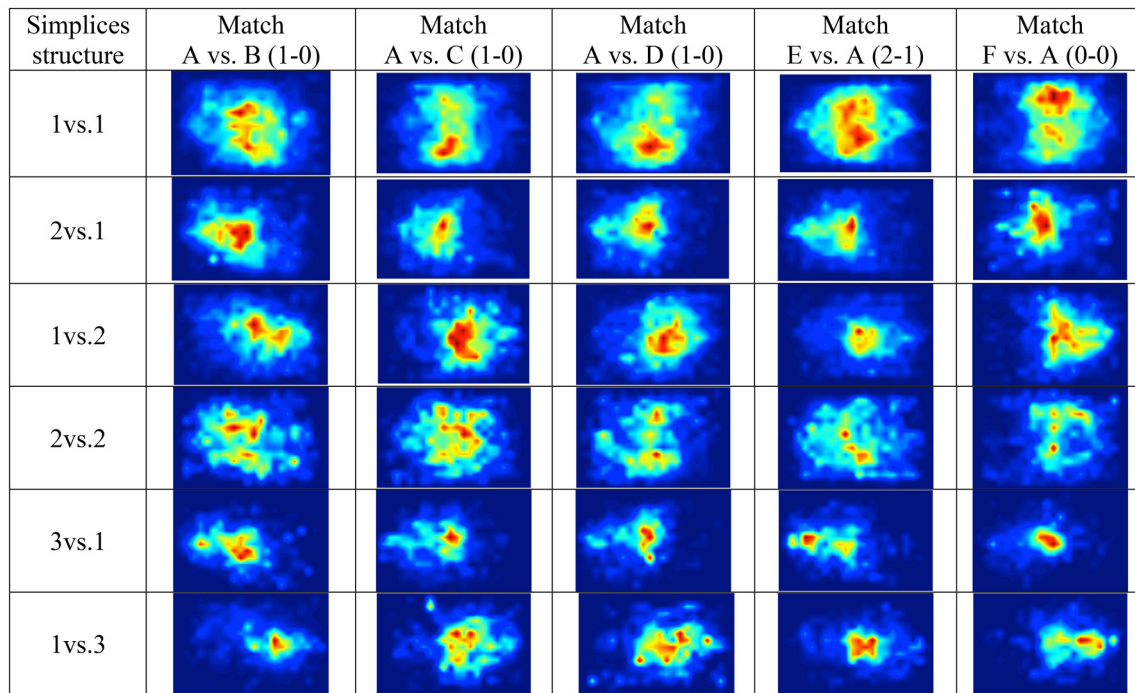 Simplices structure
Match A vs. B (1-0)
Match A vs. C (1-0)
Match A vs. D (1-0)
Match E vs. A (2-1)
Match F vs. A (0-0)
1vs.1
2vs.1
1vs.2
2vs.2
3vs.1
1vs.3